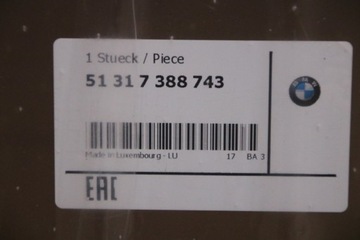 1 Stueck / Piece
51 31 7 388 743
Made in Luxembourg - LU 17 BA 3
EAC